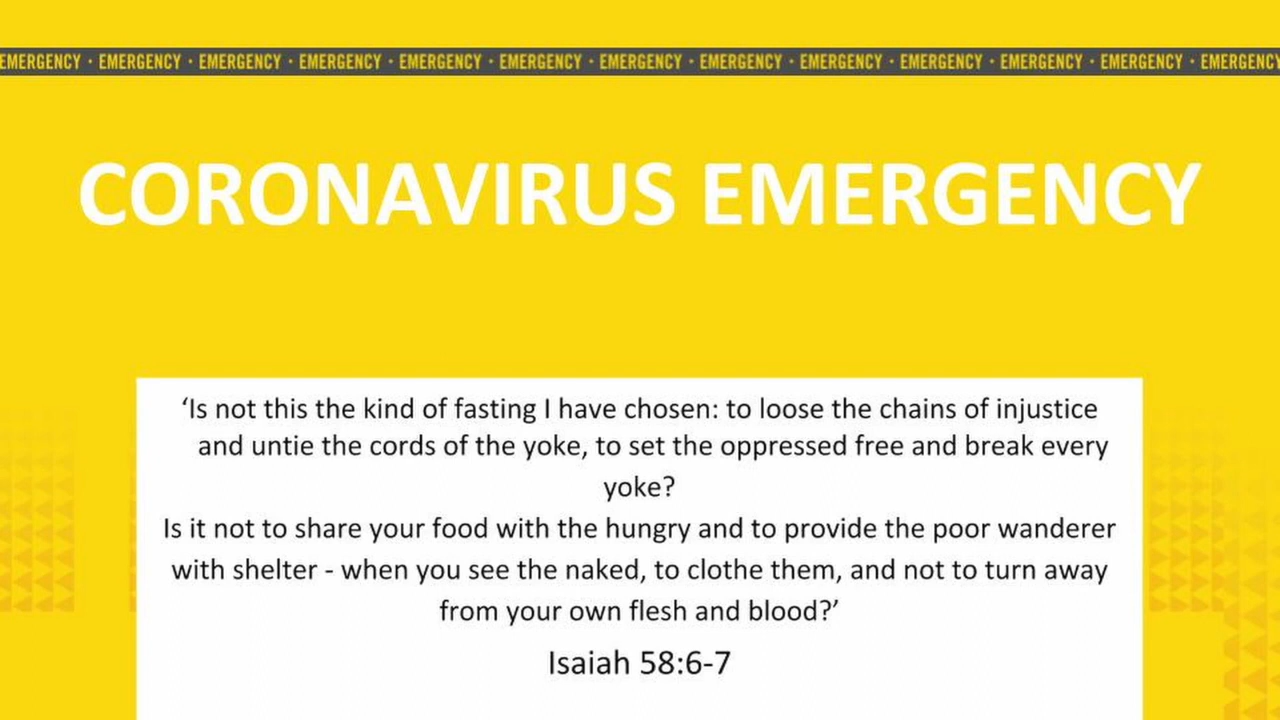 EMERGENCY · EMERGENCY · EMERGENCY · EMERGENCY · EMERGENCY · EMERGENCY · EMERGENCY · EMERGENCY · EMERGENCY · EMERGENCY · EMERGENCY · EMERGENCY · EMERGENCY
CORONAVIRUS EMERGENCY
‘Is not this the kind of fasting I have chosen: to loose the chains of injustice
and untie the cords of the yoke, to set the oppressed free and break every
yoke?
Is it not to share your food with the hungry and to provide the poor wanderer
with shelter - when you see the naked, to clothe them, and not to turn away
from your own flesh and blood?’
Isaiah 58:6-7